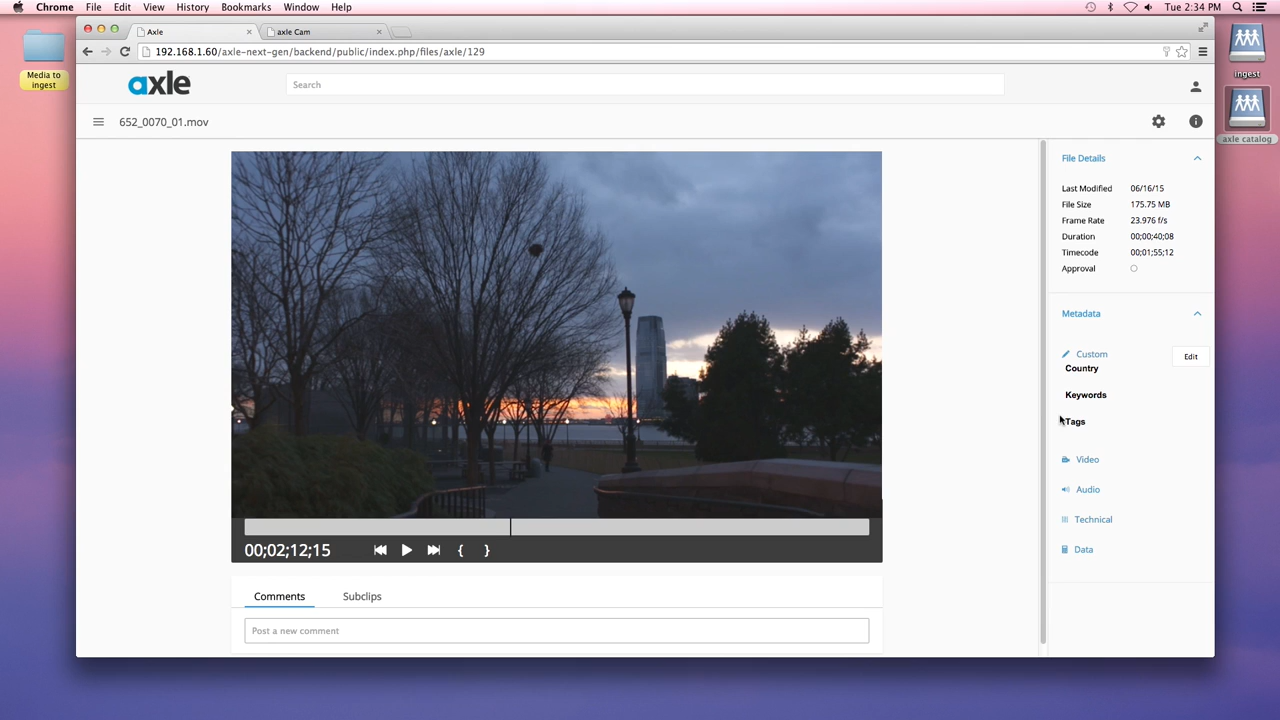 Chrome File Edit View History Bookmarks Window Help Tue 2:34 PM
Axle axle Cam
192.168.1.60/axle-next-gen/backend/public/index.php/files/axle/129
Media to
ingest
ingest
axle catalog
axle Search
652_0070_01.mov
File Details
Last Modified 06/16/15
File Size 175.75 MB
Frame Rate 23.976 f/s
Duration 00;00;40;08
Timecode 00;01;55;12
Approval
Metadata
Custom Edit
Country
Keywords
Tags
Video
Audio
Technical
Data
00;02;12;15 { }
Comments Subclips
Post a new comment